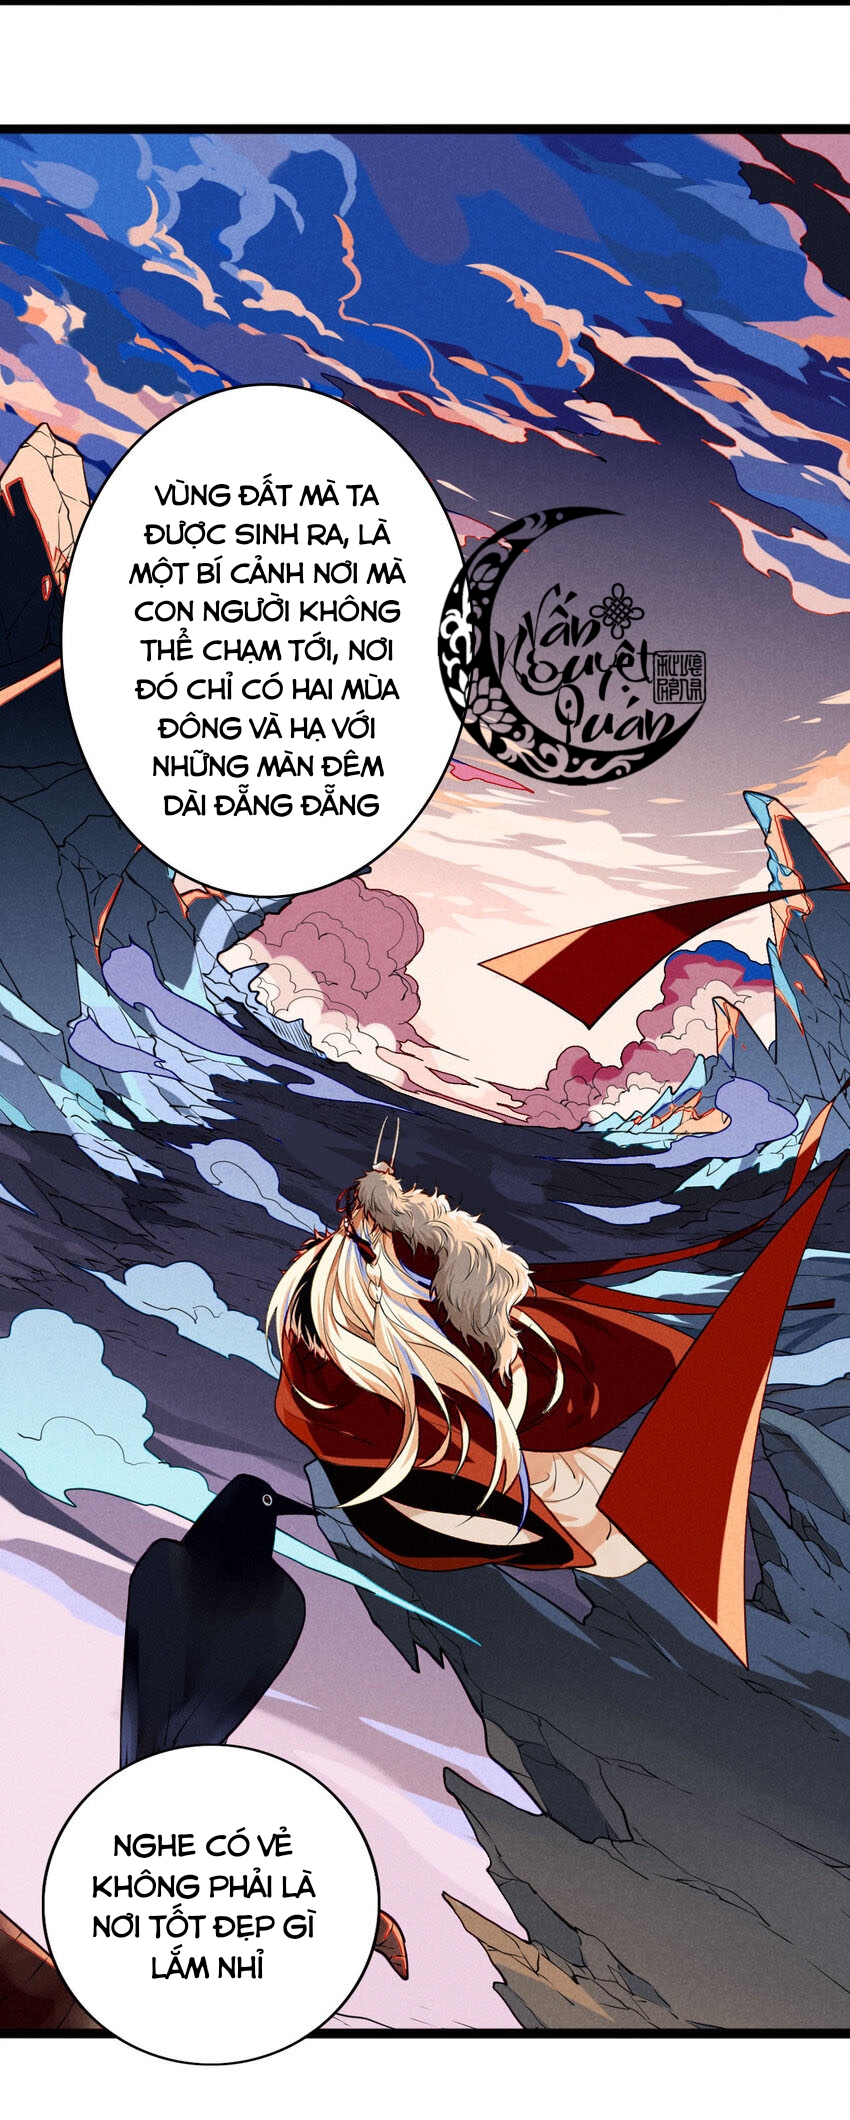 VÙNG ĐẤT MÀ TA
ĐƯỢC SINH RA, LÀ
MỘT BÍ CẢNH NƠI MÀ
CON NGƯỜI KHÔNG
THỂ CHẠM TỚI, NƠI
ĐÓ CHỈ CÓ HAI MÙA
ĐÔNG VÀ HẠ VỚI
NHỮNG MÀN ĐÊM
DÀI ĐẴNG ĐẴNG
Vấn
Nguyệt
Quán
NGHE CÓ VẺ
KHÔNG PHẢI LÀ
NƠI TỐT ĐẸP GÌ
LẮM NHỈ